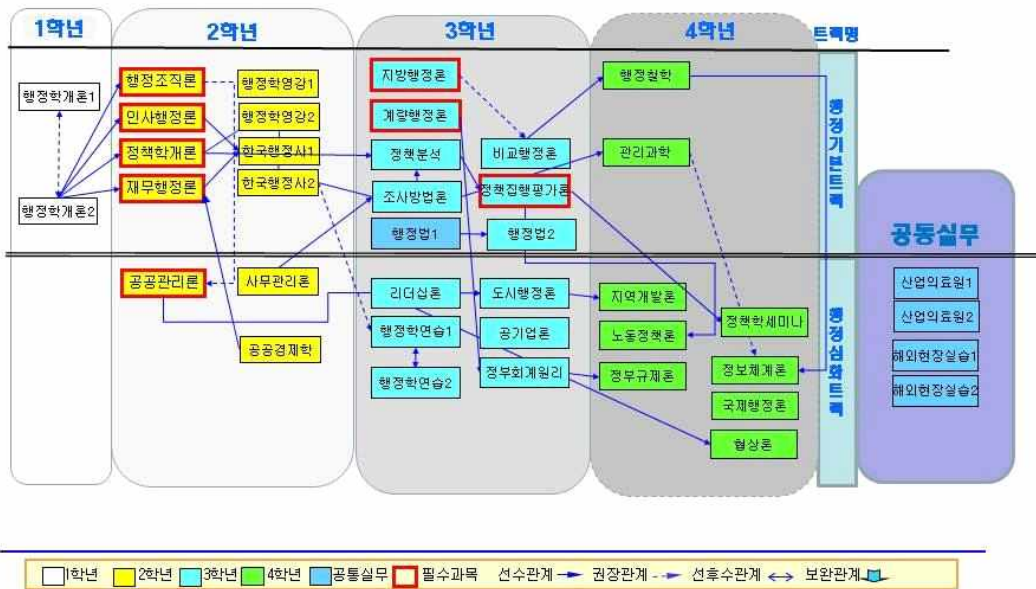 1학년
2학년
3학년
4학년
트랙명
행정학개론1
행정학개론2
행정조직론
인사행정론
정책학개론
재무행정론
행정학영강1
행정학영강2
한국행정사1
한국행정사2
지방행정론
계량행정론
정책분석
조사방법론
행정법1
비교행정론
정책집행평가론
행정법2
행정철학
관리과학
행정기본트랙
공공관리론
사무관리론
공공경제학
리더십론
행정학연습1
행정학연습2
도시행정론
공기업론
정부회계원리
지역개발론
노동정책론
정부규제론
정책학세미나
정보체계론
국제행정론
협상론
행정심화트랙
공동실무
산업의료원1
산업의료원2
해외현장실습1
해외현장실습2
1학년 2학년 3학년 4학년 공통실무 필수과목 선수관계 권장관계 선후수관계 보완관계